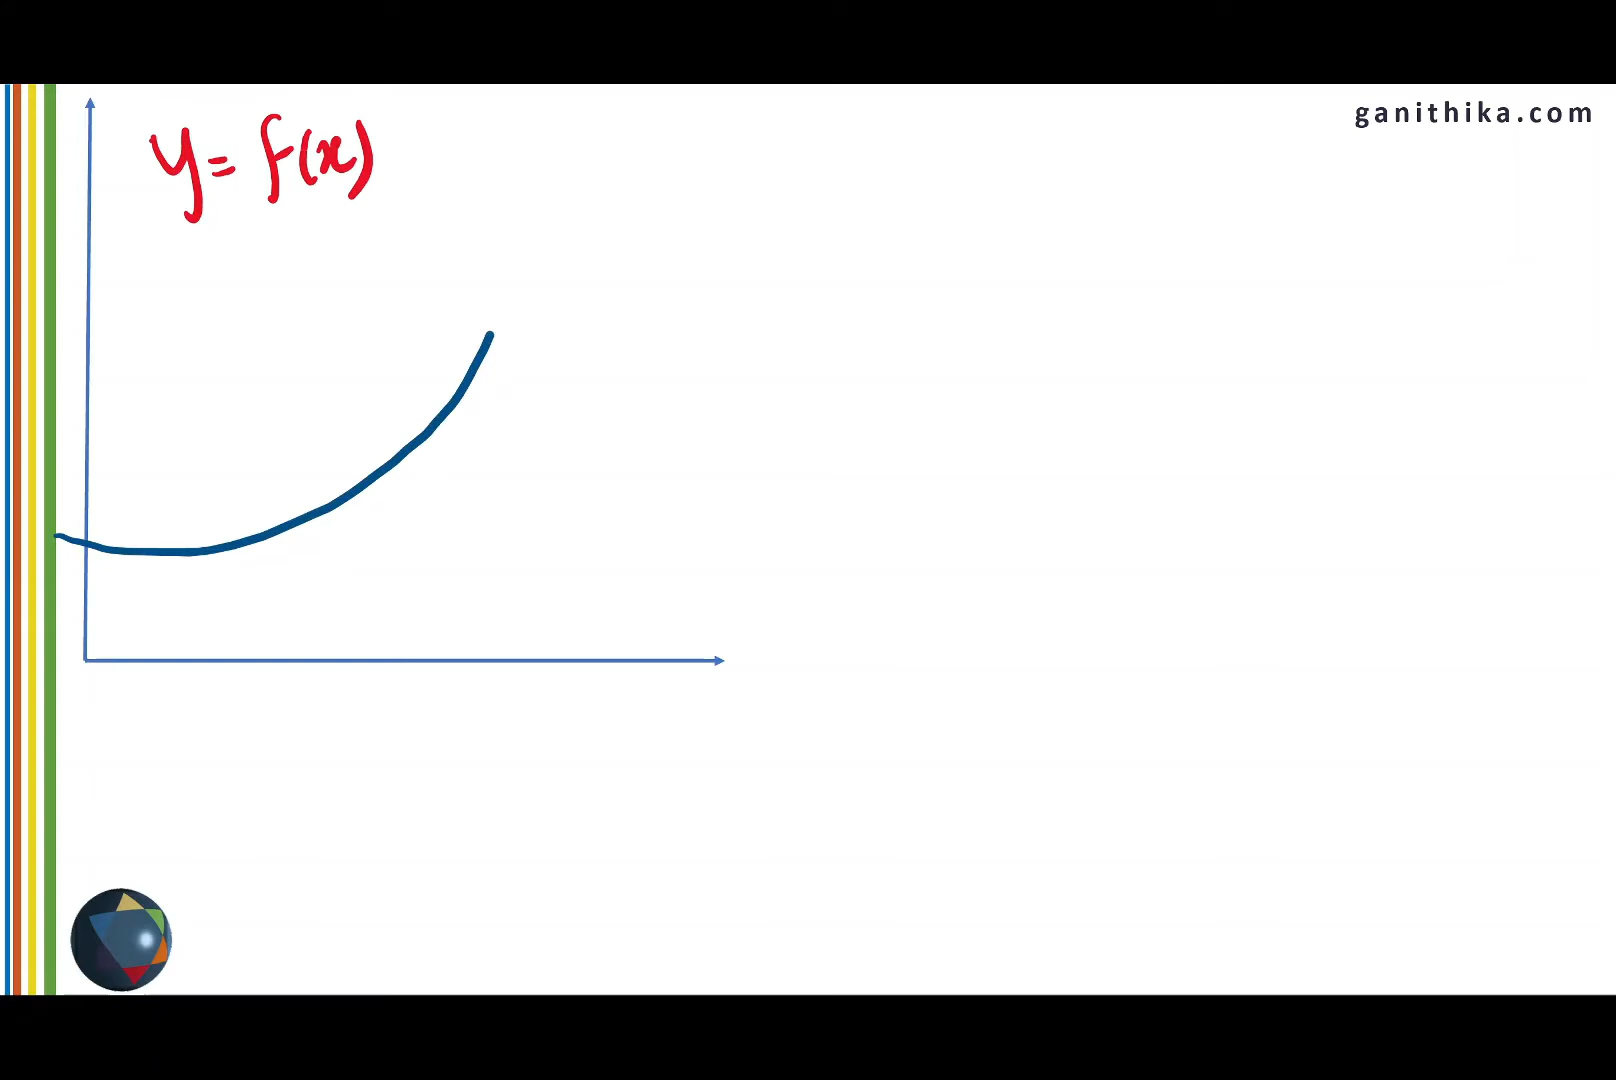 y = f(x)
ganithika.com